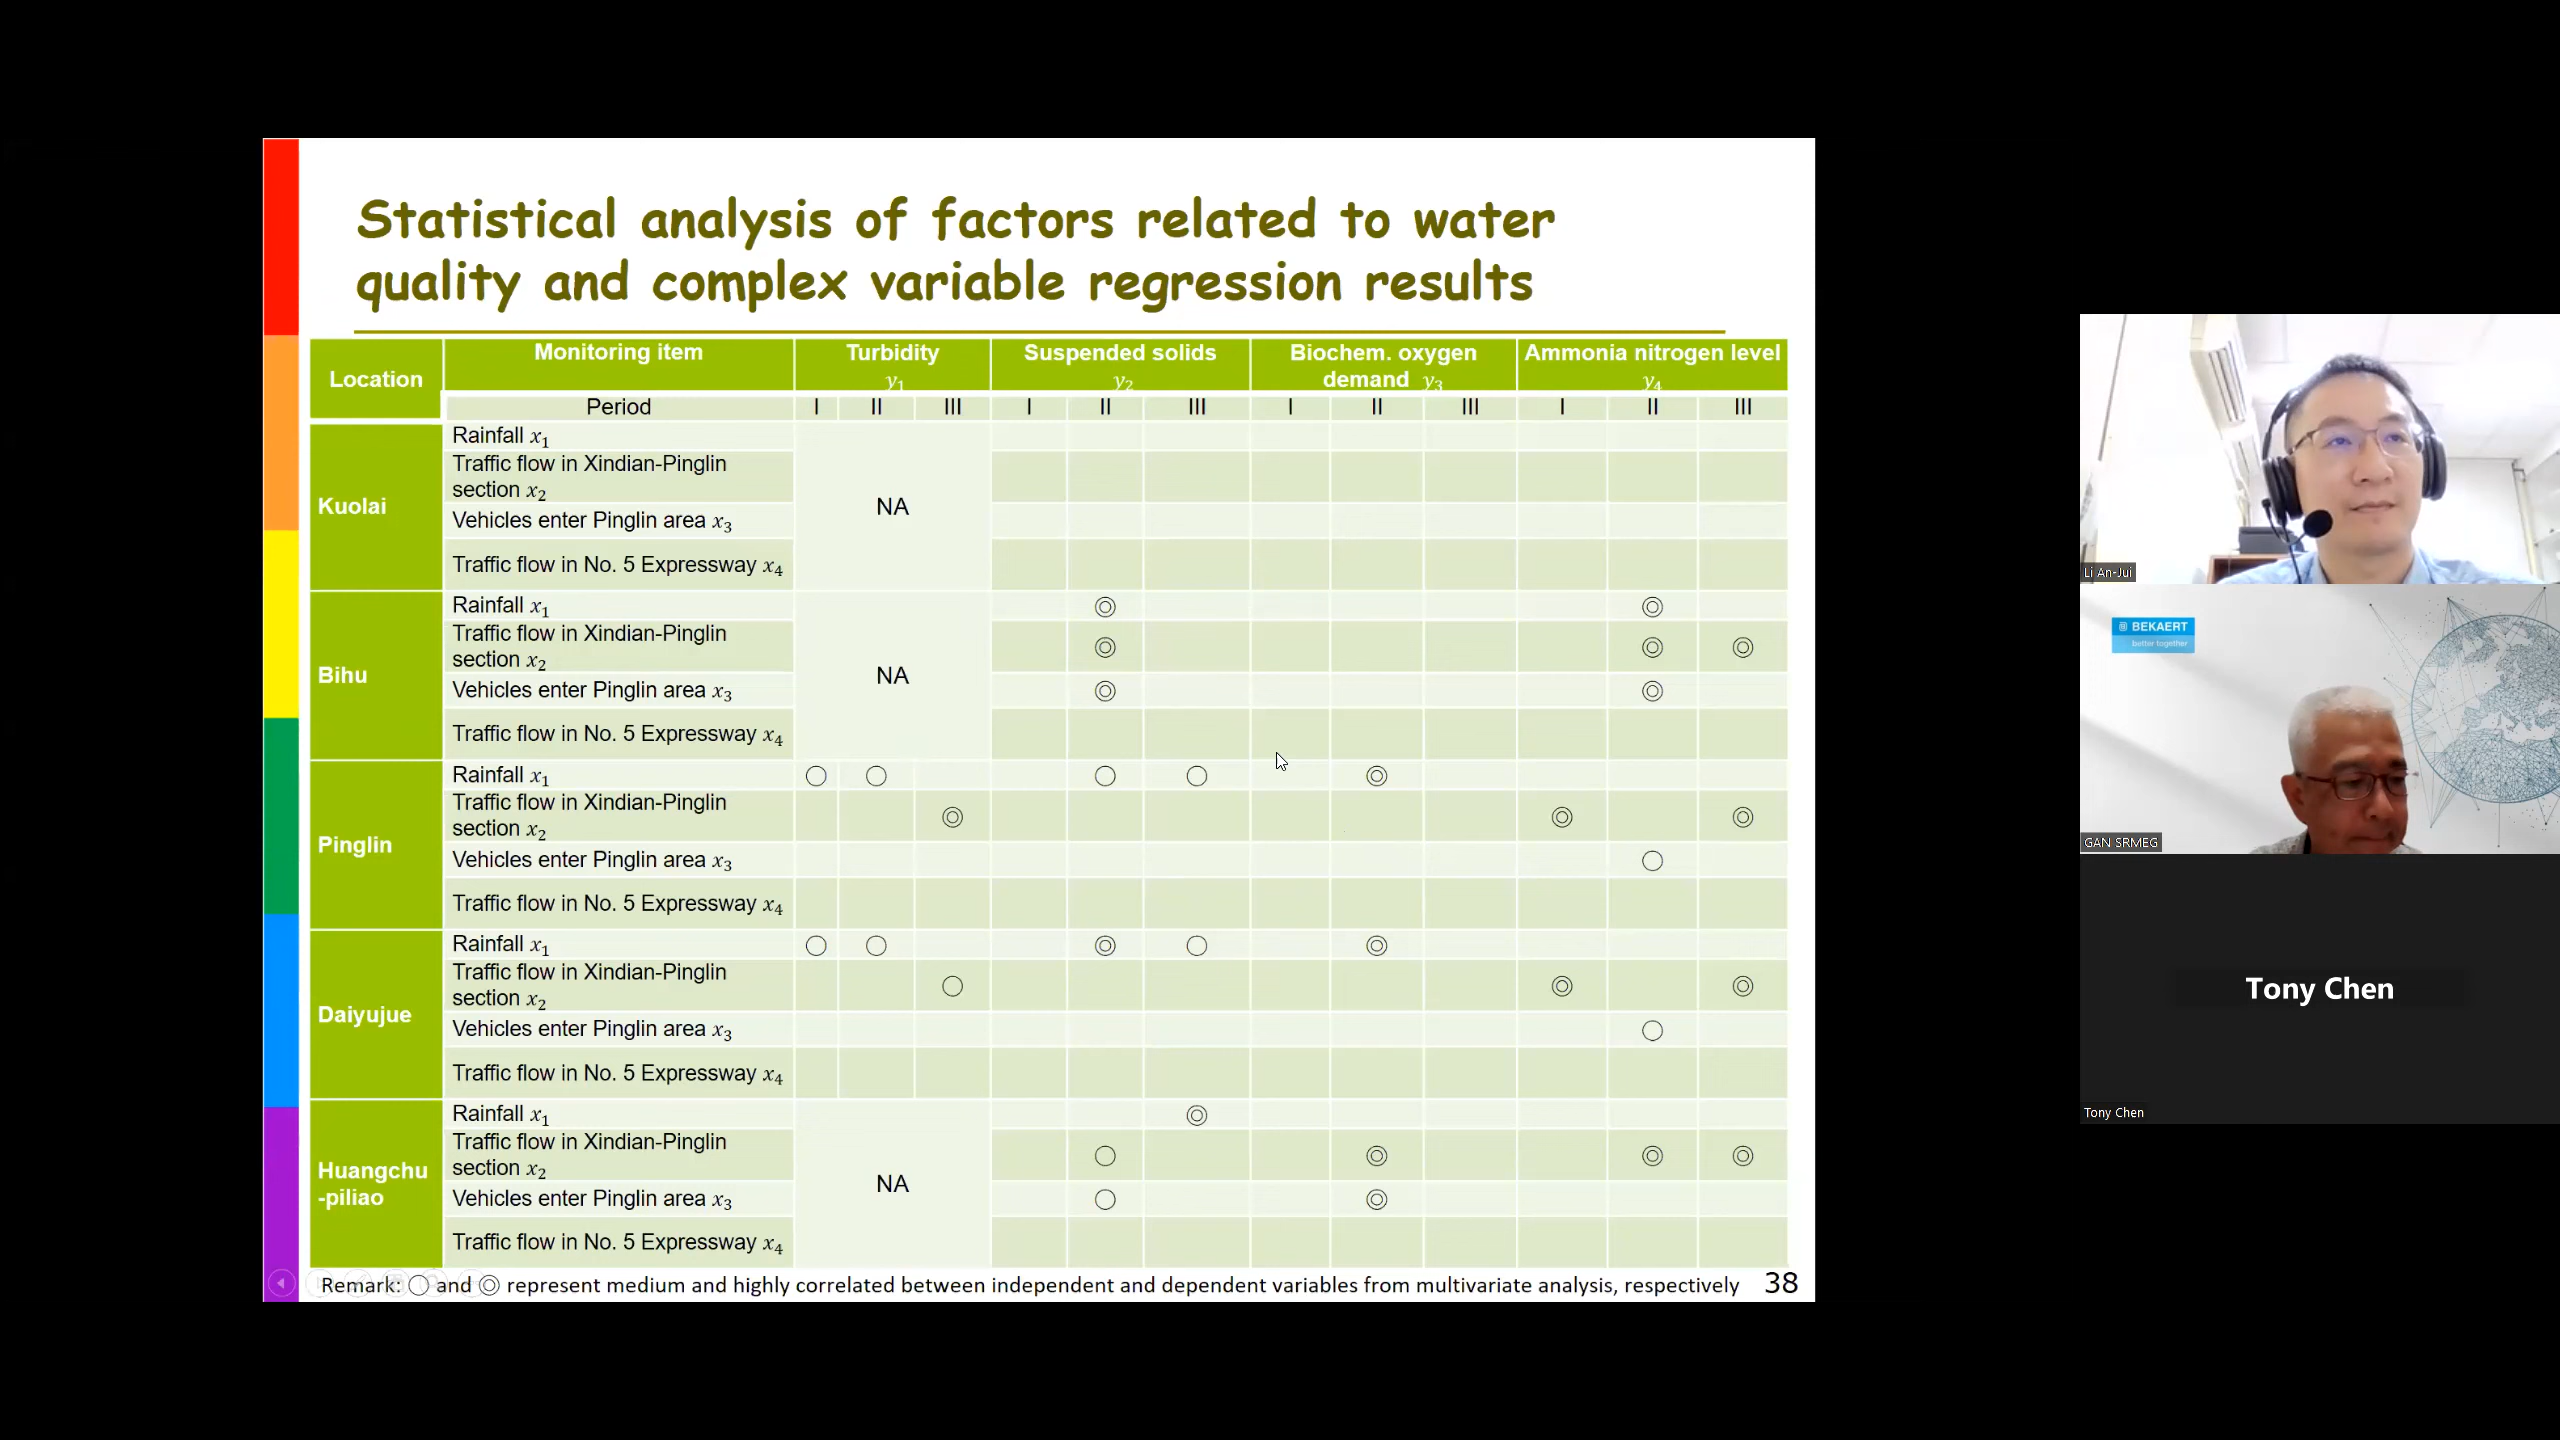 Statistical analysis of factors related to water
quality and complex variable regression results
Location Monitoring item Turbidity y₁ Suspended solids y₂ Biochem. oxygen demand y₃ Ammonia nitrogen level y₄
Period I II III I II III I II III I II III
Kuolai
Rainfall x₁
Traffic flow in Xindian-Pinglin
section x₂
NA
Vehicles enter Pinglin area x₃
Traffic flow in No. 5 Expressway x₄
Bihu
Rainfall x₁ ◎ ◎
Traffic flow in Xindian-Pinglin
section x₂ ◎ ◎ ◎
NA
Vehicles enter Pinglin area x₃ ◎ ◎
Traffic flow in No. 5 Expressway x₄
Pinglin
Rainfall x₁ ○ ○ ○ ○ ◎
Traffic flow in Xindian-Pinglin
section x₂ ◎ ◎ ◎
Vehicles enter Pinglin area x₃ ○
Traffic flow in No. 5 Expressway x₄
Daiyujue
Rainfall x₁ ○ ○ ◎ ○ ◎
Traffic flow in Xindian-Pinglin
section x₂ ○ ◎ ◎
Vehicles enter Pinglin area x₃ ○
Traffic flow in No. 5 Expressway x₄
Huangchu
-piliao
Rainfall x₁ ◎
Traffic flow in Xindian-Pinglin
section x₂ ○ ◎ ◎ ◎
NA
Vehicles enter Pinglin area x₃ ○ ◎
Traffic flow in No. 5 Expressway x₄
Remark: ○ and ◎ represent medium and highly correlated between independent and dependent variables from multivariate analysis, respectively
38
Li An-Jui
BEKAERT
better together
GAN SRMEG
Tony Chen
Tony Chen